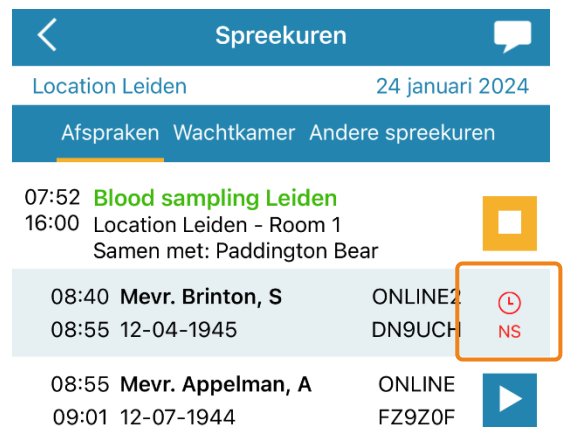 Spreekuren
Location Leiden 24 januari 2024
Afspraken Wachtkamer Andere spreekuren
07:52 Blood sampling Leiden
16:00 Location Leiden - Room 1
Samen met: Paddington Bear
08:40 Mevr. Brinton, S ONLINE2
08:55 12-04-1945 DN9UCH NS
08:55 Mevr. Appelman, A ONLINE
09:01 12-07-1944 FZ9Z0F